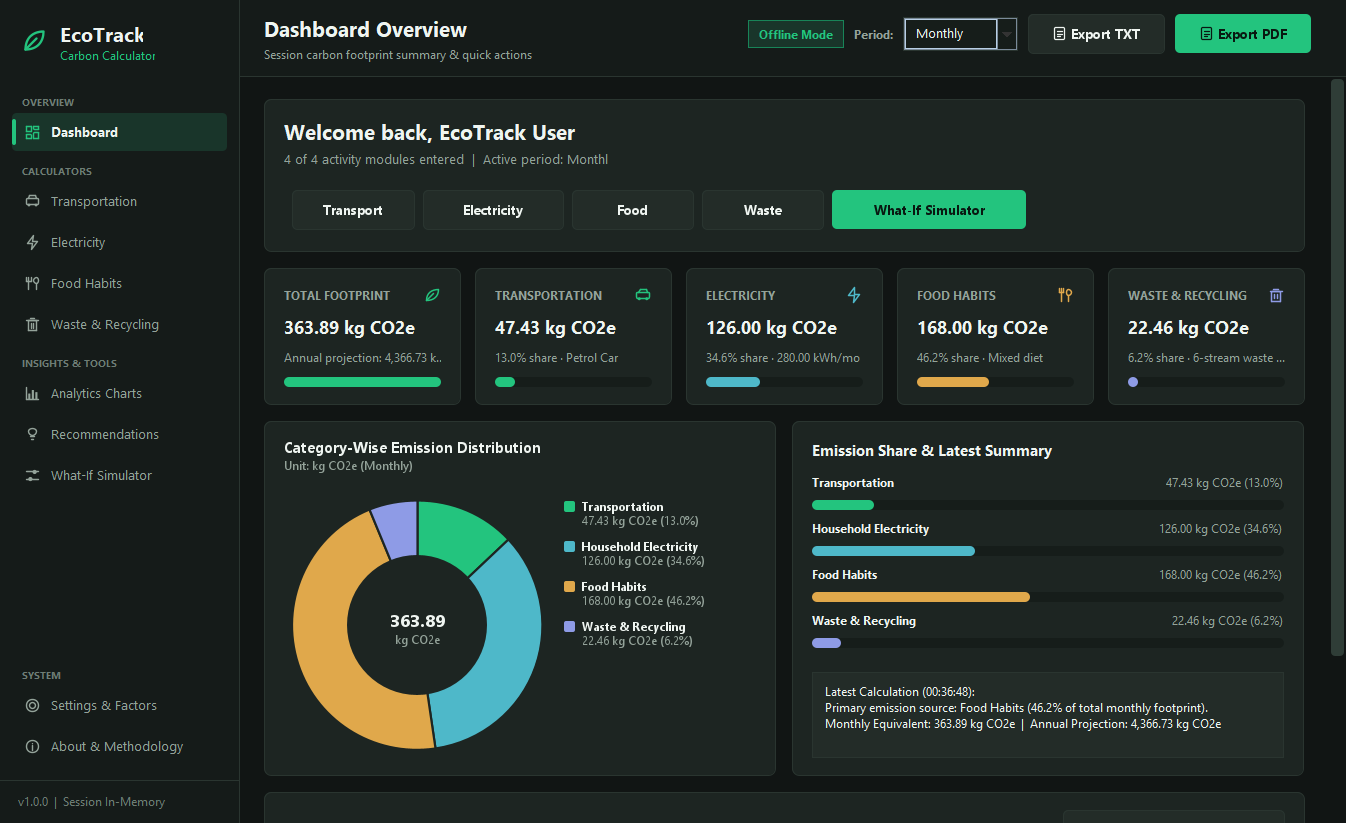 EcoTrack
Carbon Calculator
OVERVIEW
Dashboard
CALCULATORS
Transportation
Electricity
Food Habits
Waste & Recycling
INSIGHTS & TOOLS
Analytics Charts
Recommendations
What-If Simulator
SYSTEM
Settings & Factors
About & Methodology
v1.0.0 | Session In-Memory
Dashboard Overview
Session carbon footprint summary & quick actions
Offline Mode
Period:
Monthly
Export TXT
Export PDF
Welcome back, EcoTrack User
4 of 4 activity modules entered | Active period: Monthl
Transport
Electricity
Food
Waste
What-If Simulator
TOTAL FOOTPRINT
363.89 kg CO2e
Annual projection: 4,366.73 k..
TRANSPORTATION
47.43 kg CO2e
13.0% share · Petrol Car
ELECTRICITY
126.00 kg CO2e
34.6% share · 280.00 kWh/mo
FOOD HABITS
168.00 kg CO2e
46.2% share · Mixed diet
WASTE & RECYCLING
22.46 kg CO2e
6.2% share · 6-stream waste ...
Category-Wise Emission Distribution
Unit: kg CO2e (Monthly)
363.89
kg CO2e
Transportation
47.43 kg CO2e (13.0%)
Household Electricity
126.00 kg CO2e (34.6%)
Food Habits
168.00 kg CO2e (46.2%)
Waste & Recycling
22.46 kg CO2e (6.2%)
Emission Share & Latest Summary
Transportation 47.43 kg CO2e (13.0%)
Household Electricity 126.00 kg CO2e (34.6%)
Food Habits 168.00 kg CO2e (46.2%)
Waste & Recycling 22.46 kg CO2e (6.2%)
Latest Calculation (00:36:48):
Primary emission source: Food Habits (46.2% of total monthly footprint).
Monthly Equivalent: 363.89 kg CO2e | Annual Projection: 4,366.73 kg CO2e